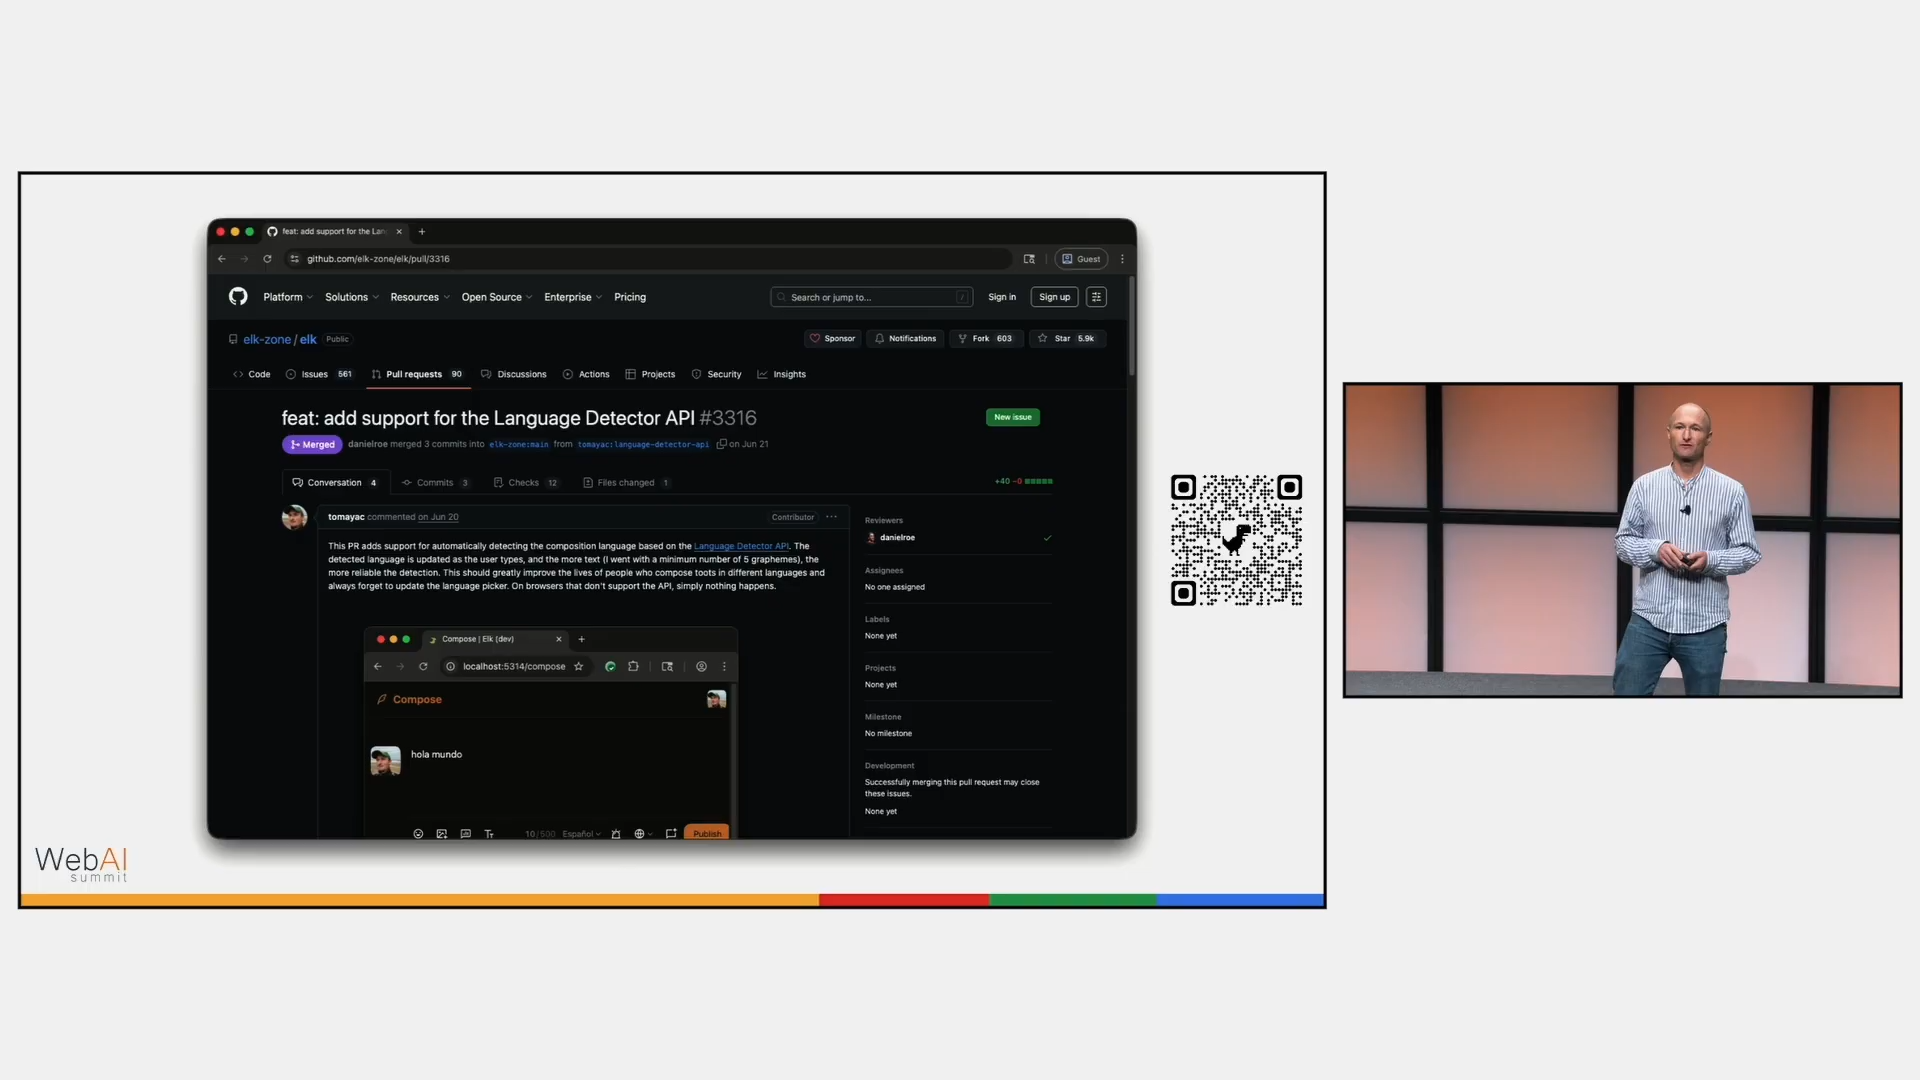 feat: add support for the Lan
github.com/elk-zone/elk/pull/3316
Guest
Platform Solutions Resources Open Source Enterprise Pricing
Search or jump to... /
Sign in
Sign up
elk-zone / elk Public
Sponsor Notifications Fork 603 Star 5.9k
Code Issues 561 Pull requests 90 Discussions Actions Projects Security Insights
feat: add support for the Language Detector API #3316
New issue
Merged danielroe merged 3 commits into elk-zone:main from tomayac:language-detector-api on Jun 21
Conversation 4 Commits 3 Checks 12 Files changed 1
+40 −0
tomayac commented on Jun 20 Contributor
This PR adds support for automatically detecting the composition language based on the Language Detector API. The
detected language is updated as the user types, and the more text (I went with a minimum number of 5 graphemes), the
more reliable the detection. This should greatly improve the lives of people who compose toots in different languages and
always forget to update the language picker. On browsers that don't support the API, simply nothing happens.
Compose | Elk (dev)
localhost:5314/compose
Compose
hola mundo
10/500 Español
Publish
Reviewers
danielroe
Assignees
No one assigned
Labels
None yet
Projects
None yet
Milestone
No milestone
Development
Successfully merging this pull request may close
these issues.
None yet
WebAI
summit